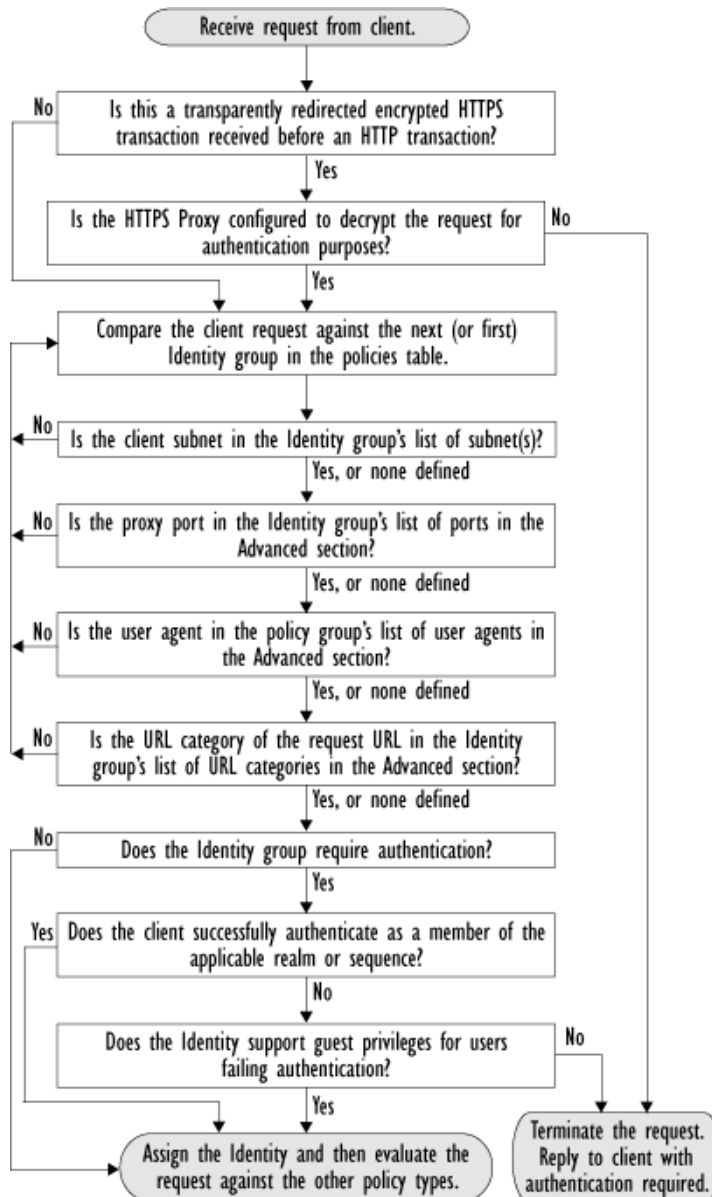 Receive request from client.
No
Is this a transparently redirected encrypted HTTPS
transaction received before an HTTP transaction?
Yes
Is the HTTPS Proxy configured to decrypt the request for
authentication purposes?
No
Yes
Compare the client request against the next (or first)
Identity group in the policies table.
No
Is the client subnet in the Identity group's list of subnet(s)?
Yes, or none defined
No
Is the proxy port in the Identity group's list of ports in the
Advanced section?
Yes, or none defined
No
Is the user agent in the policy group's list of user agents in
the Advanced section?
Yes, or none defined
No
Is the URL category of the request URL in the Identity
group's list of URL categories in the Advanced section?
Yes, or none defined
No
Does the Identity group require authentication?
Yes
Yes
Does the client successfully authenticate as a member of the
applicable realm or sequence?
No
Does the Identity support guest privileges for users
failing authentication?
No
Yes
Assign the Identity and then evaluate the
request against the other policy types.
Terminate the request.
Reply to client with
authentication required.